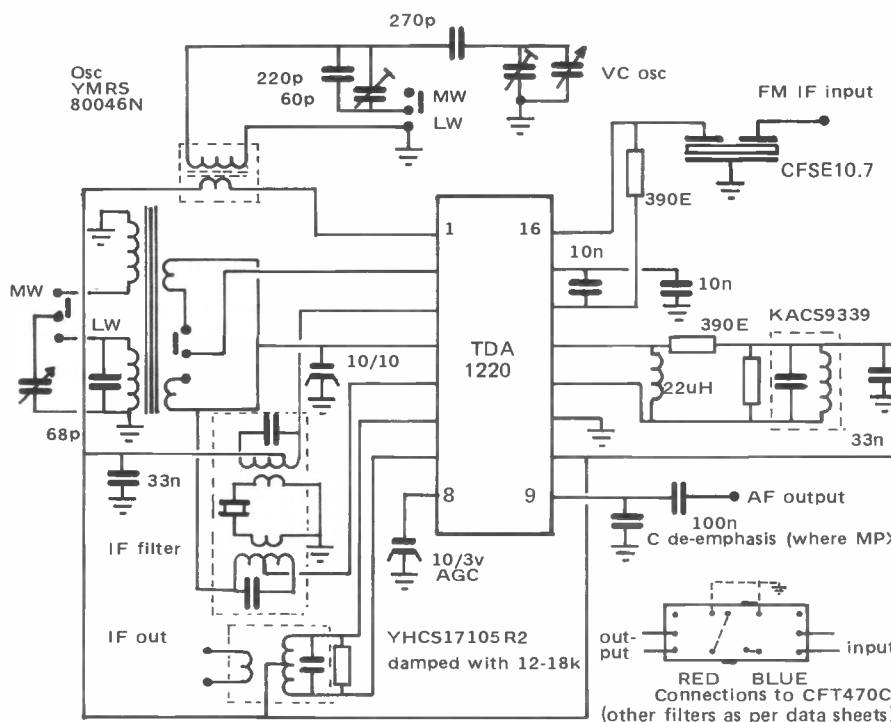 270p
Osc
YMRS
80046N
220p
60p
MW
LW
VC osc
FM IF input
CFSE10.7
390E
1
16
10n
10n
MW
LW
KACS9339
390E
TDA
1220
10/10
22uH
68p
33n
33n
8
9
AF output
100n
C de-emphasis (where MPX
IF filter
10/3v
AGC
IF out
YHCS17105R2
damped with 12-18k
out-
put
input
RED BLUE
Connections to CFT470C
(other filters as per data sheets